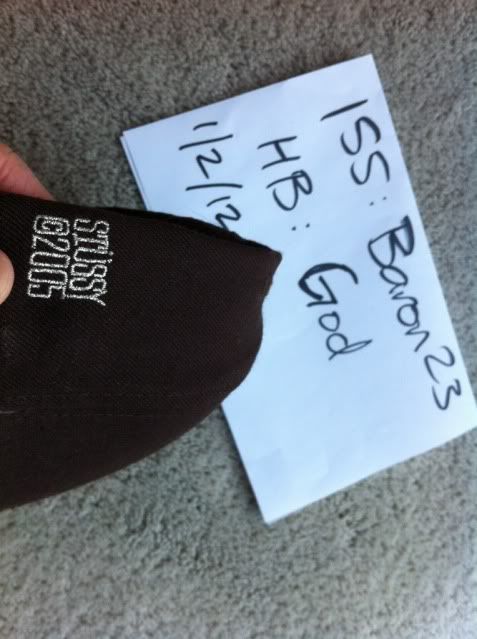 ISS: Baron23
HB: God
1/2/12
STÜSSY
©2005